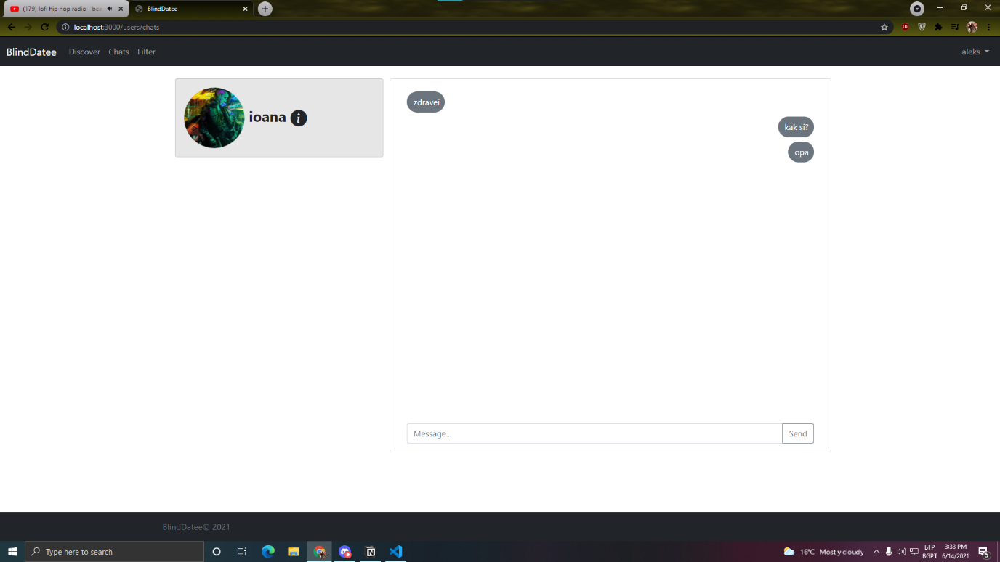 (179) lofi hip hop radio - bea
BlindDatee
localhost:3000/users/chats
BlindDatee Discover Chats Filter aleks
ioana i
zdravei
kak si?
opa
Message...
Send
BlindDatee© 2021
Type here to search
16°C Mostly cloudy
БГР
BGPT
3:33 PM
6/14/2021
5